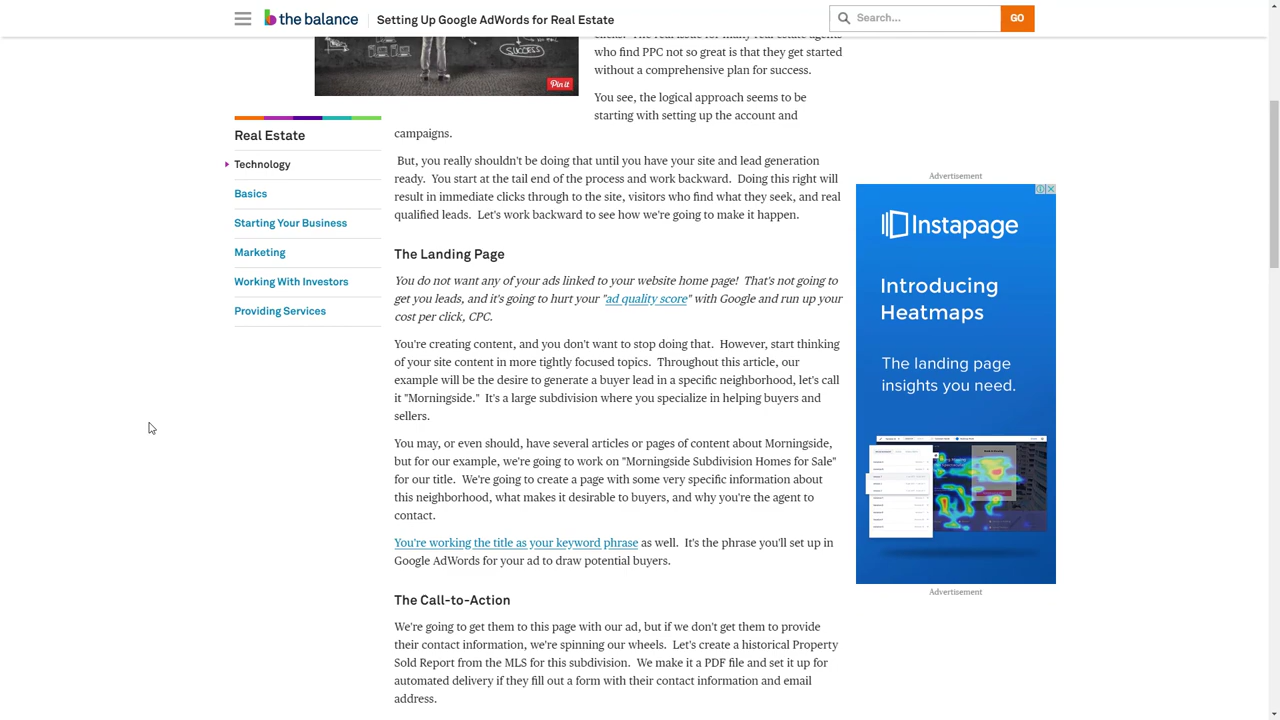 the balance
Setting Up Google AdWords for Real Estate
Search...
GO
SUCCESS
Pin it
who find PPC not so great is that they get started
without a comprehensive plan for success.
You see, the logical approach seems to be
starting with setting up the account and
campaigns.
Real Estate
Technology
Basics
Starting Your Business
Marketing
Working With Investors
Providing Services
But, you really shouldn't be doing that until you have your site and lead generation
ready. You start at the tail end of the process and work backward. Doing this right will
result in immediate clicks through to the site, visitors who find what they seek, and real
qualified leads. Let's work backward to see how we're going to make it happen.
The Landing Page
You do not want any of your ads linked to your website home page! That's not going to
get you leads, and it's going to hurt your "ad quality score" with Google and run up your
cost per click, CPC.
You're creating content, and you don't want to stop doing that. However, start thinking
of your site content in more tightly focused topics. Throughout this article, our
example will be the desire to generate a buyer lead in a specific neighborhood, let's call
it "Morningside." It's a large subdivision where you specialize in helping buyers and
sellers.
You may, or even should, have several articles or pages of content about Morningside,
but for our example, we're going to work on "Morningside Subdivision Homes for Sale"
for our title. We're going to create a page with some very specific information about
this neighborhood, what makes it desirable to buyers, and why you're the agent to
contact.
You're working the title as your keyword phrase as well. It's the phrase you'll set up in
Google AdWords for your ad to draw potential buyers.
The Call-to-Action
We're going to get them to this page with our ad, but if we don't get them to provide
their contact information, we're spinning our wheels. Let's create a historical Property
Sold Report from the MLS for this subdivision. We make it a PDF file and set it up for
automated delivery if they fill out a form with their contact information and email
address.
Advertisement
Instapage
Introducing
Heatmaps
The landing page
insights you need.
Advertisement